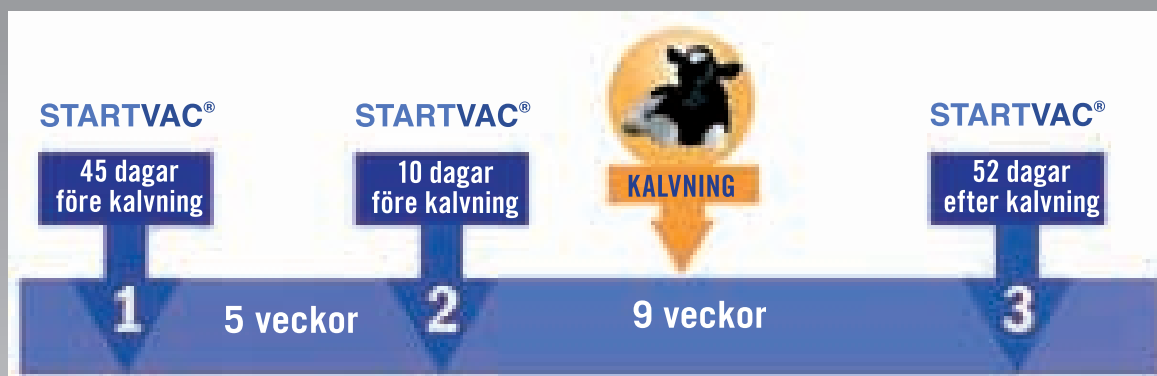 STARTVAC®
45 dagar
före kalvning
STARTVAC®
10 dagar
före kalvning
KALVNING
STARTVAC®
52 dagar
efter kalvning
1
5 veckor
2
9 veckor
3